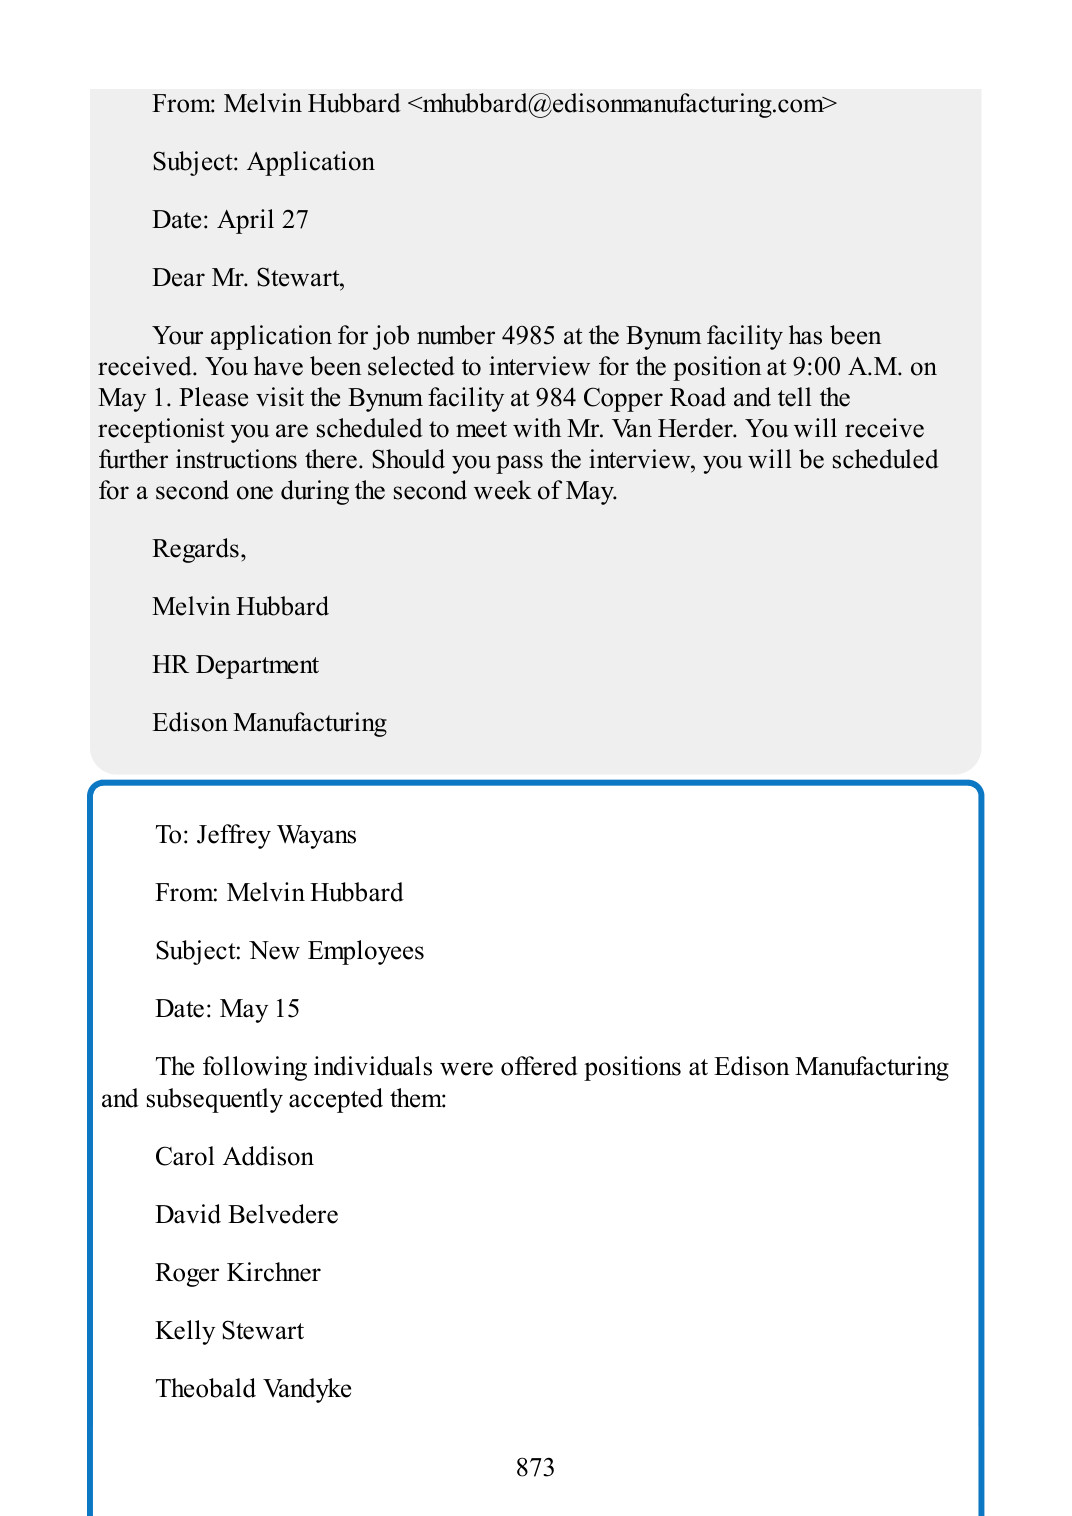 From: Melvin Hubbard <mhubbard@edisonmanufacturing.com>
Subject: Application
Date: April 27
Dear Mr. Stewart,
Your application for job number 4985 at the Bynum facility has been
received. You have been selected to interview for the position at 9:00 A.M. on
May 1. Please visit the Bynum facility at 984 Copper Road and tell the
receptionist you are scheduled to meet with Mr. Van Herder. You will receive
further instructions there. Should you pass the interview, you will be scheduled
for a second one during the second week of May.
Regards,
Melvin Hubbard
HR Department
Edison Manufacturing
To: Jeffrey Wayans
From: Melvin Hubbard
Subject: New Employees
Date: May 15
The following individuals were offered positions at Edison Manufacturing
and subsequently accepted them:
Carol Addison
David Belvedere
Roger Kirchner
Kelly Stewart
Theobald Vandyke
873